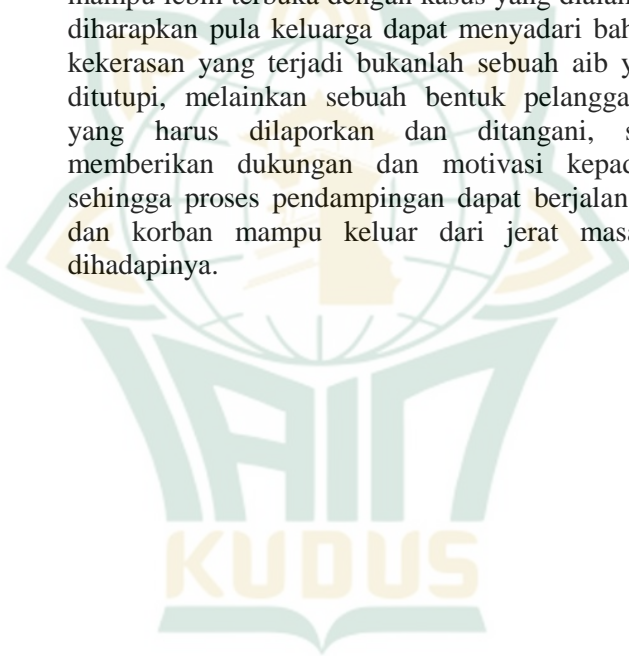 mampu lebih terbuka dengan kasus yang
diharapkan pula keluarga dapat menyadari
kekerasan yang terjadi bukanlah sebuah aib
ditutupi, melainkan sebuah bentuk
yang harus dilaporkan dan ditangani,
memberikan dukungan dan motivasi
sehingga proses pendampingan dapat berjalan
dan korban mampu keluar dari jerat
dihadapinya.
IAIN
KUDUS